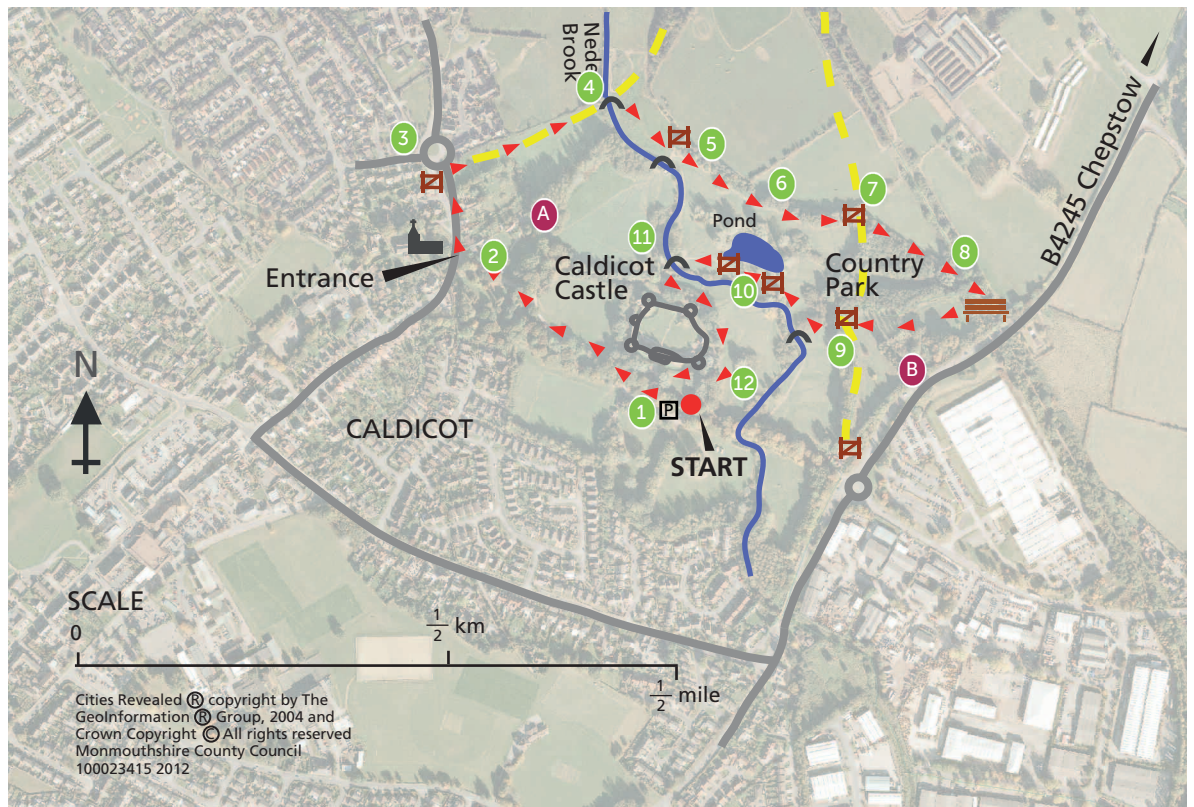 Nede
Brook
4
3
5
6
7
A
11
Pond
2
8
Entrance
Caldicot
Castle
Country
Park
B4245 Chepstow
10
9
B
N
12
1
P
CALDICOT
START
SCALE
0
1/2 km
1/2 mile
Cities Revealed ® copyright by The
GeoInformation ® Group, 2004 and
Crown Copyright © All rights reserved
Monmouthshire County Council
100023415 2012